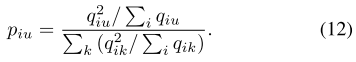 $$p_{iu} = \frac{q_{iu}^2 / \sum_i q_{iu}}{\sum_k \left( q_{ik}^2 / \sum_i q_{ik} \right)}. \quad (12)$$